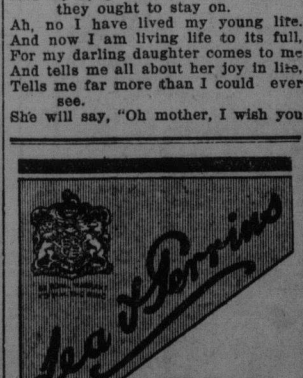 they ought to stay on.
Ah, no I have lived my young life.
And now I am living life to its full,
For my darling daughter comes to me
And tells me all about her joy in life,
Tells me far more than I could ever
see.
She will say, "Oh mother, I wish you
Lea & Perrins